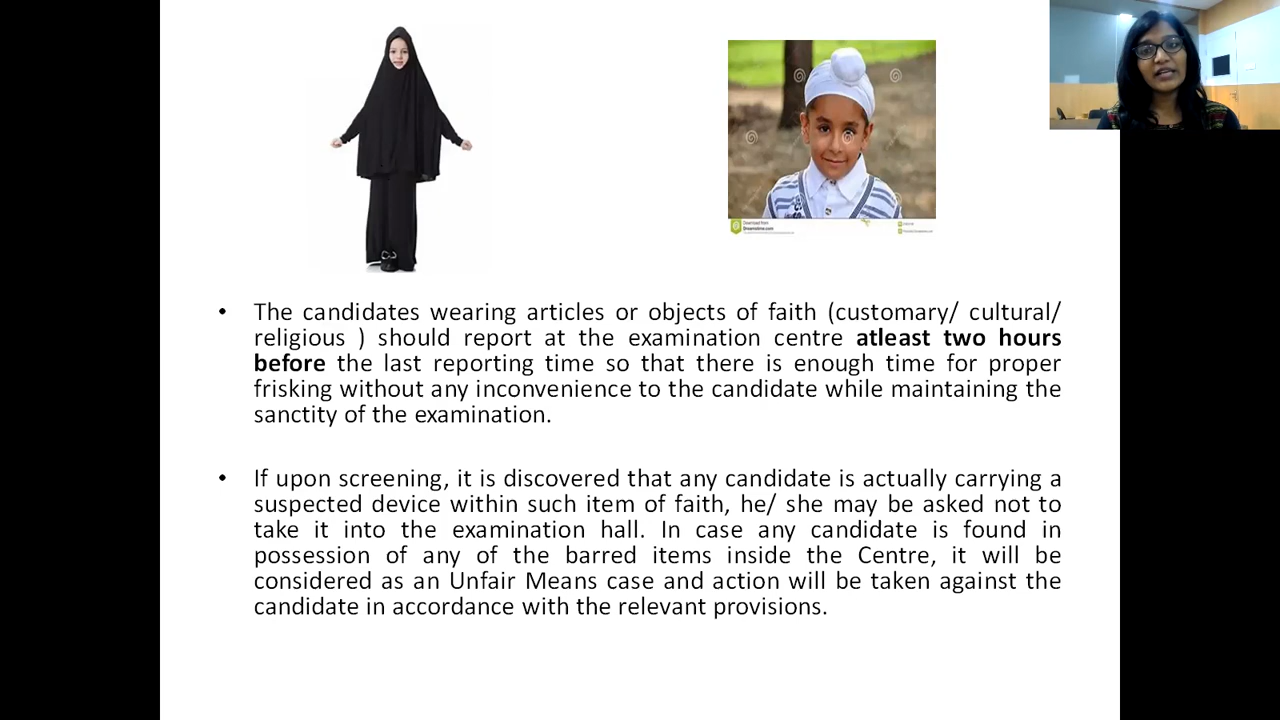 Download from
Dreamstime.com
• The candidates wearing articles or objects of faith (customary/ cultural/
religious ) should report at the examination centre atleast two hours
before the last reporting time so that there is enough time for proper
frisking without any inconvenience to the candidate while maintaining the
sanctity of the examination.
• If upon screening, it is discovered that any candidate is actually carrying a
suspected device within such item of faith, he/ she may be asked not to
take it into the examination hall. In case any candidate is found in
possession of any of the barred items inside the Centre, it will be
considered as an Unfair Means case and action will be taken against the
candidate in accordance with the relevant provisions.